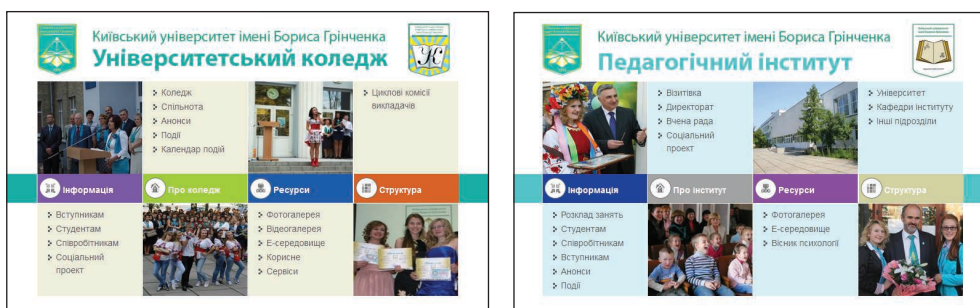 Київський університет імені Бориса Грінченка
Університетський коледж
Коледж
Спільнота
Анонси
Події
Календар подій
Циклові комісії
викладачів
Інформація
Про коледж
Ресурси
Структура
Вступникам
Студентам
Співробітникам
Соціальний
проект
Фотогалерея
Відеогалерея
Е-середовище
Корисне
Сервіси
Київський університет імені Бориса Грінченка
Педагогічний інститут
Візитівка
Директорат
Вчена рада
Соціальний
проект
Університет
Кафедри інституту
Інші підрозділи
Інформація
Про інститут
Ресурси
Структура
Розклад занять
Студентам
Співробітникам
Вступникам
Анонси
Події
Фотогалерея
Е-середовище
Вісник психології